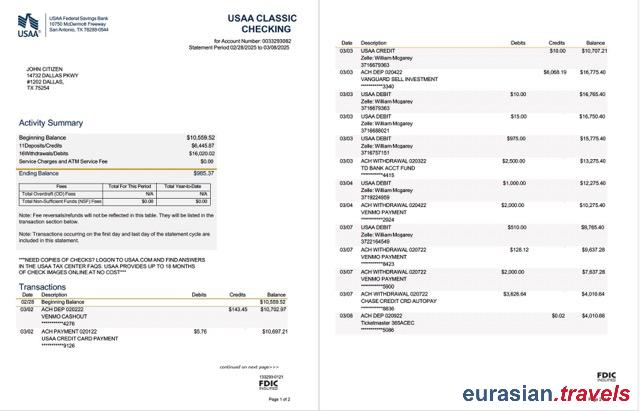 USAA Federal Savings Bank
10750 McDermott Freeway
San Antonio, TX 78288-0544
USAA®
USAA CLASSIC
CHECKING
for Account Number: 0033293082
Statement Period 02/28/2025 to 03/08/2025
JOHN CITIZEN
14732 DALLAS PKWY
#1202 DALLAS,
TX 75254
Activity Summary
Beginning Balance $10,559.52
11Deposits/Credits $6,445.87
16Withdrawals/Debits $16,020.02
Service Charges and ATM Service Fee $0.00
Ending Balance $985.37
Fees Total For This Period Total Year-to-Date
Total Overdraft (OD) Fees N/A N/A
Total Non-Sufficient Funds (NSF) Fees $0.00 $0.00
Note: Fee reversals/refunds will not be reflected in this table. They will be listed in the
transaction section below.
Note: Transactions occurring on the first and last day of the statement cycle are
included in this statement.
***NEED COPIES OF CHECKS? LOGON TO USAA.COM AND FIND ANSWERS
IN THE USAA TAX CENTER FAQS. USAA PROVIDES UP TO 18 MONTHS
OF CHECK IMAGES ONLINE AT NO COST***
Transactions
Date Description Debits Credits Balance
02/28 Beginning Balance $10,559.52
03/02 ACH DEP 020222 $143.45 $10,702.97
VENMO CASHOUT
***********4276
03/02 ACH PAYMENT 020122 $5.76 $10,697.21
USAA CREDIT CARD PAYMENT
***********9126
continued on next page>>>
133293-0121
FDIC
INSURED
Page 1 of 2
Date Description Debits Credits Balance
03/03 USAA CREDIT $10.00 $10,707.21
Zelle: William Mcgarey
3716679363
03/03 ACH DEP 020422 $6,068.19 $16,775.40
VANGUARD SELL INVESTMENT
***********3340
03/03 USAA DEBIT $10.00 $16,765.40
Zelle: William Mcgarey
3716679363
03/03 USAA DEBIT $15.00 $16,750.40
Zelle: William Mcgarey
3716688021
03/03 USAA DEBIT $975.00 $15,775.40
Zelle: William Mcgarey
3716757151
03/03 ACH WITHDRAWAL 020322 $2,500.00 $13,275.40
TD BANK ACCT FUND
***********4415
03/04 USAA DEBIT $1,000.00 $12,275.40
Zelle: William Mcgarey
3719224959
03/04 ACH WITHDRAWAL 020422 $2,000.00 $10,275.40
VENMO PAYMENT
***********2924
03/07 USAA DEBIT $510.00 $9,765.40
Zelle: William Mcgarey
3722164549
03/07 ACH WITHDRAWAL 020722 $128.12 $9,637.28
VENMO PAYMENT
***********8423
03/07 ACH WITHDRAWAL 020722 $2,000.00 $7,637.28
VENMO PAYMENT
***********5900
03/07 ACH WITHDRAWAL 020722 $3,626.64 $4,010.64
CHASE CREDIT CRD AUTOPAY
***********8636
03/08 ACH DEP 020922 $0.02 $4,010.66
Ticketmaster 365ACEC
***********5086
FDIC
INSURED
eurasian.travels